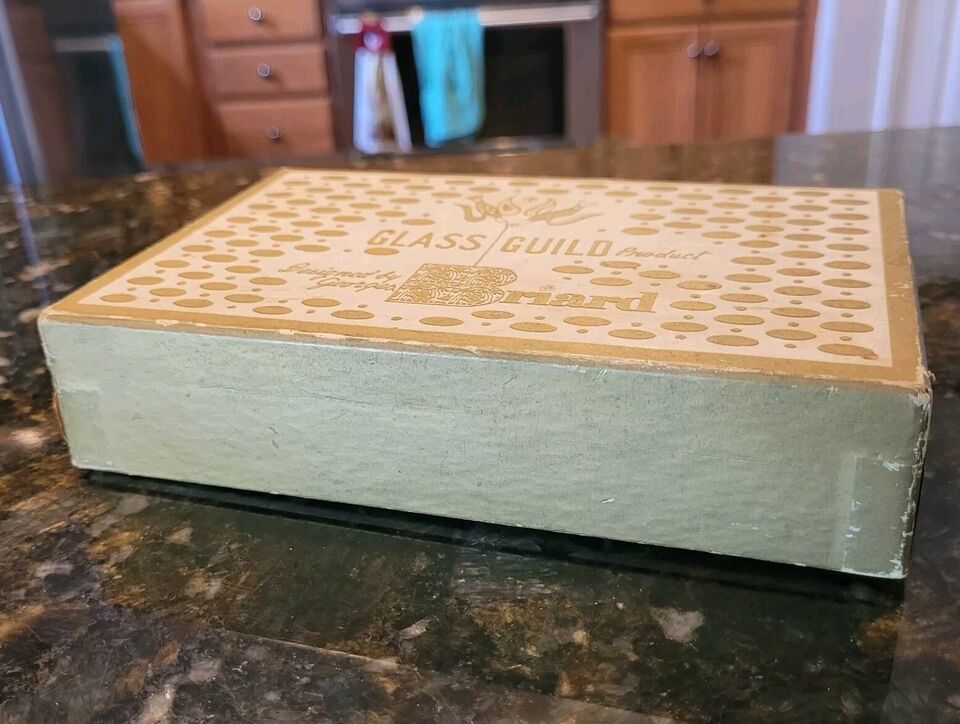 GLASS GUILD Product
Designed by
Georges Briard®